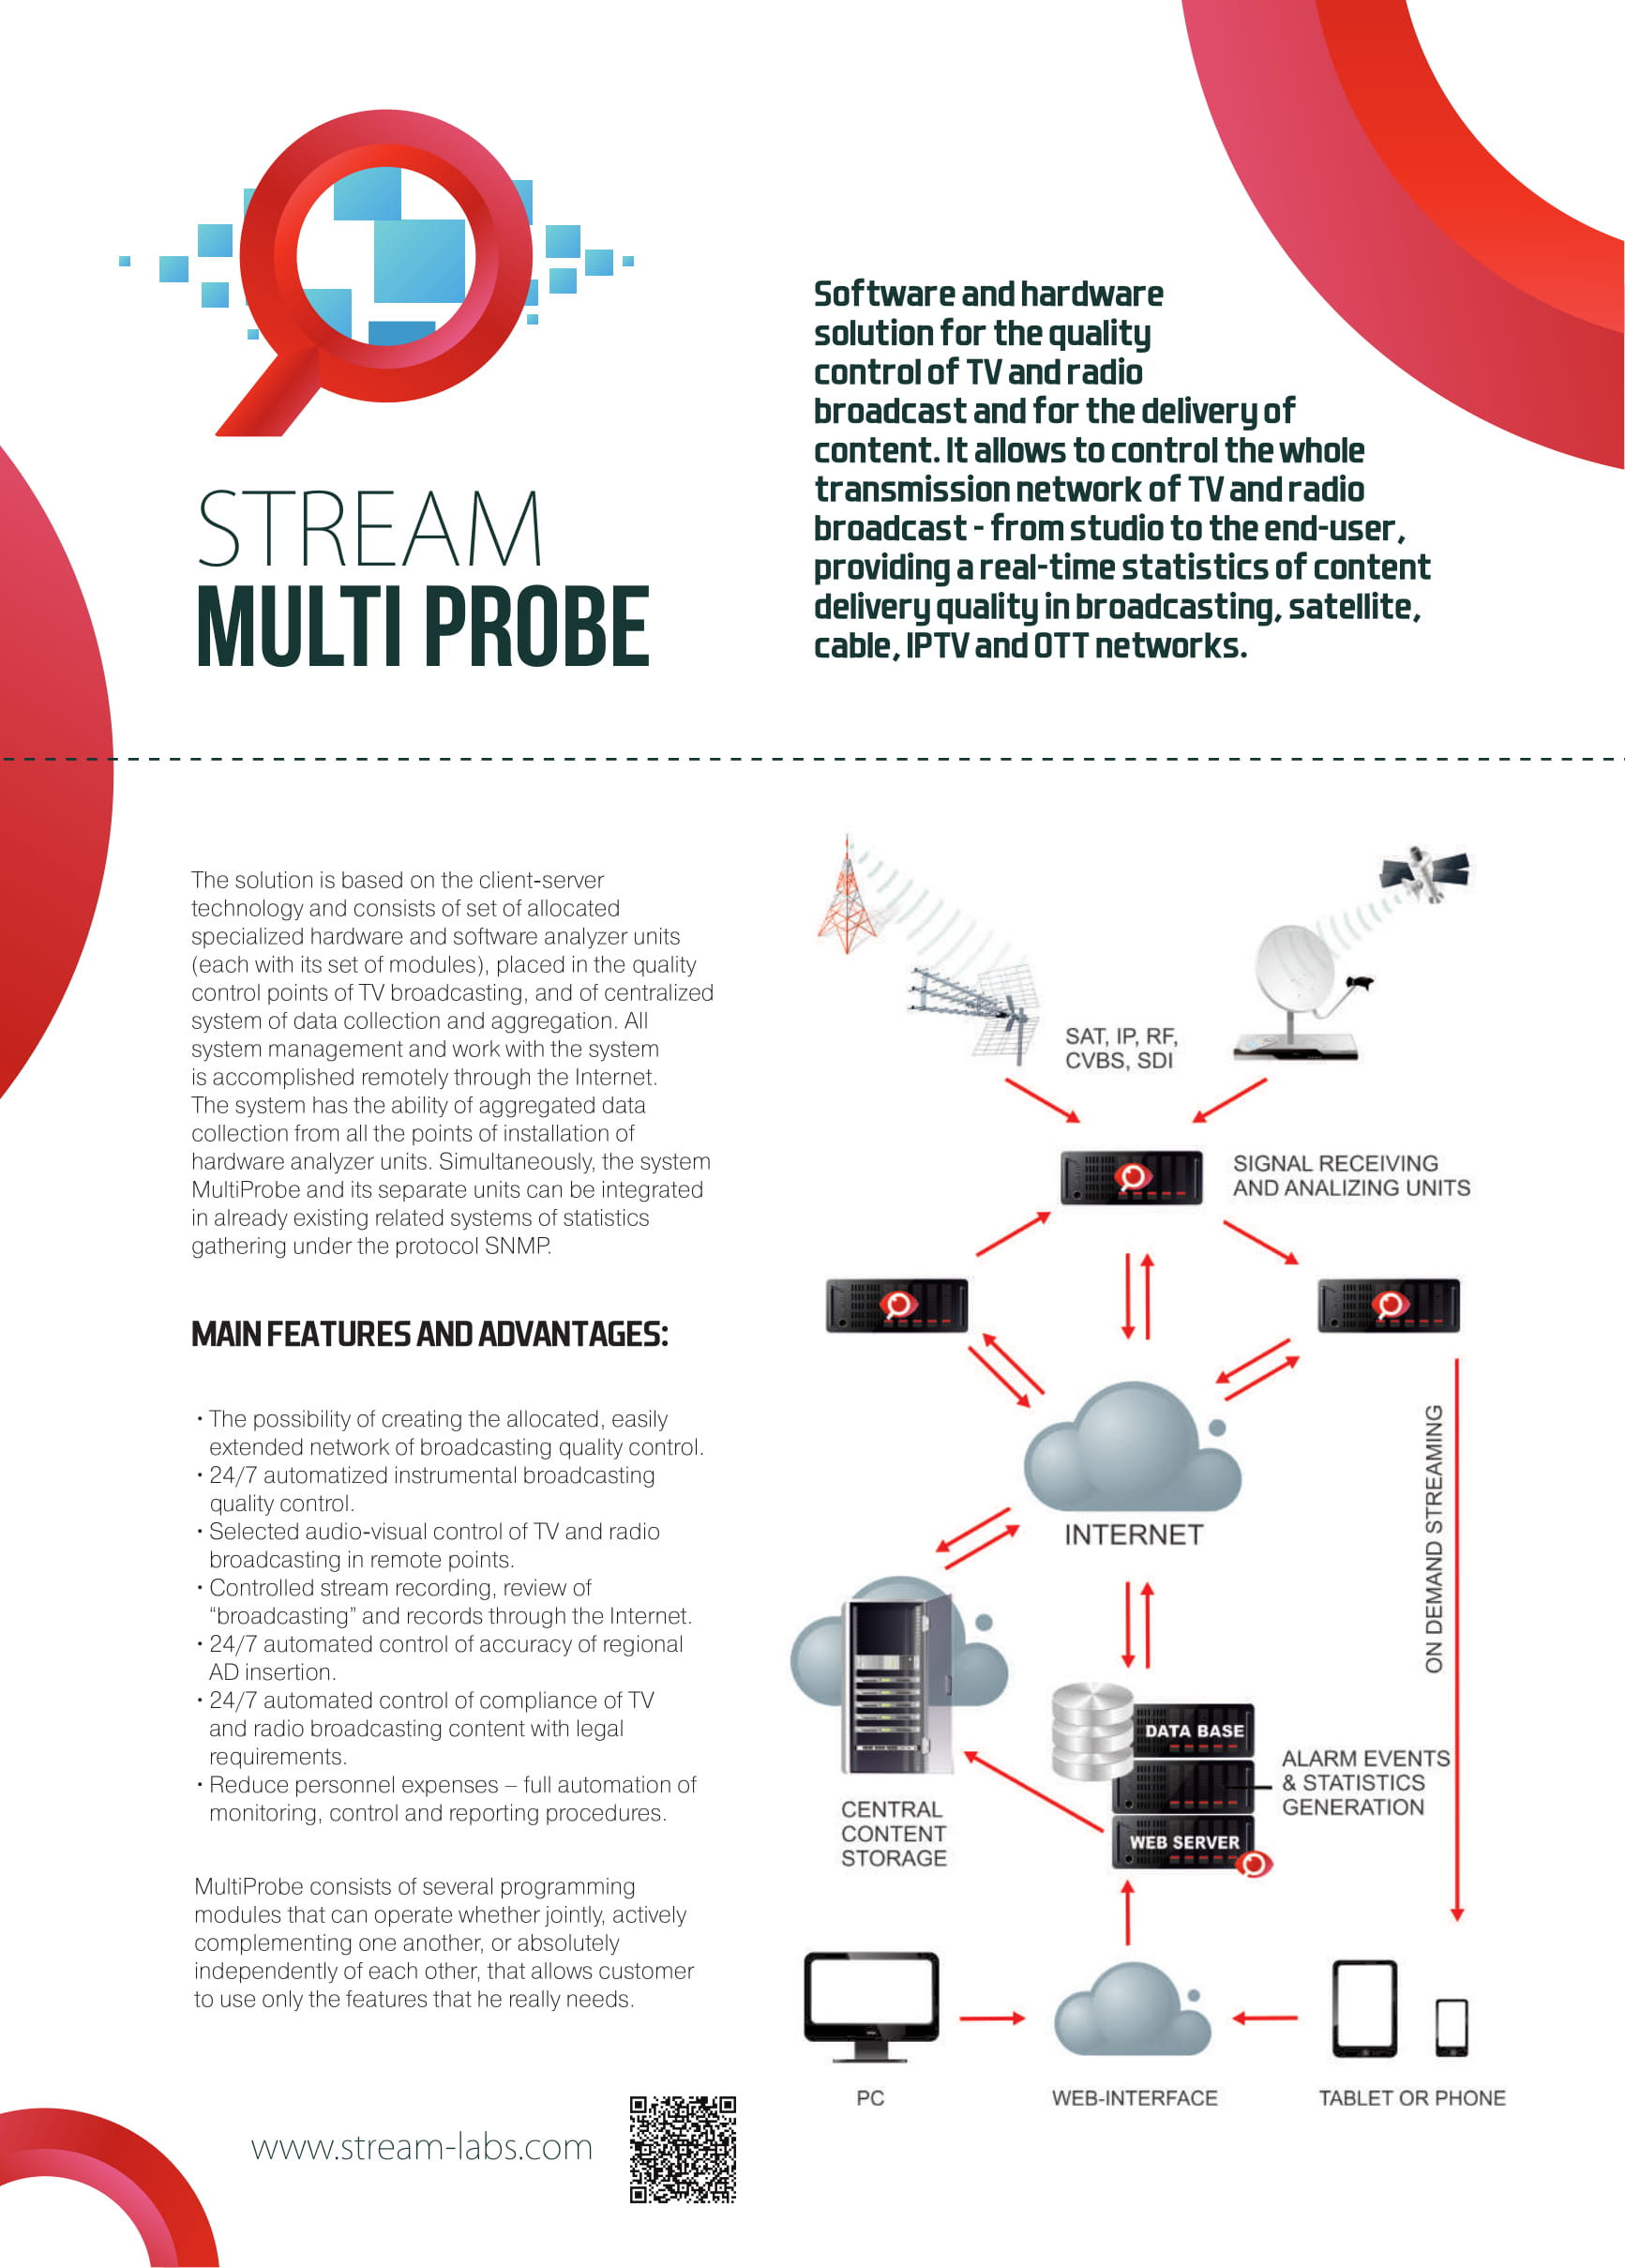 STREAM
MULTI PROBE
Software and hardware
solution for the quality
control of TV and radio
broadcast and for the delivery of
content. It allows to control the whole
transmission network of TV and radio
broadcast - from studio to the end-user,
providing a real-time statistics of content
delivery quality in broadcasting, satellite,
cable, IPTV and OTT networks.
The solution is based on the client-server
technology and consists of set of allocated
specialized hardware and software analyzer units
(each with its set of modules), placed in the quality
control points of TV broadcasting, and of centralized
system of data collection and aggregation. All
system management and work with the system
is accomplished remotely through the Internet.
The system has the ability of aggregated data
collection from all the points of installation of
hardware analyzer units. Simultaneously, the system
MultiProbe and its separate units can be integrated
in already existing related systems of statistics
gathering under the protocol SNMP.
MAIN FEATURES AND ADVANTAGES:
· The possibility of creating the allocated, easily
extended network of broadcasting quality control.
· 24/7 automatized instrumental broadcasting
quality control.
· Selected audio-visual control of TV and radio
broadcasting in remote points.
· Controlled stream recording, review of
“broadcasting” and records through the Internet.
· 24/7 automated control of accuracy of regional
AD insertion.
· 24/7 automated control of compliance of TV
and radio broadcasting content with legal
requirements.
· Reduce personnel expenses – full automation of
monitoring, control and reporting procedures.
MultiProbe consists of several programming
modules that can operate whether jointly, actively
complementing one another, or absolutely
independently of each other, that allows customer
to use only the features that he really needs.
www.stream-labs.com
SAT, IP, RF,
CVBS, SDI
SIGNAL RECEIVING
AND ANALIZING UNITS
INTERNET
ON DEMAND STREAMING
DATA BASE
WEB SERVER
ALARM EVENTS
& STATISTICS
GENERATION
CENTRAL
CONTENT
STORAGE
PC
WEB-INTERFACE
TABLET OR PHONE